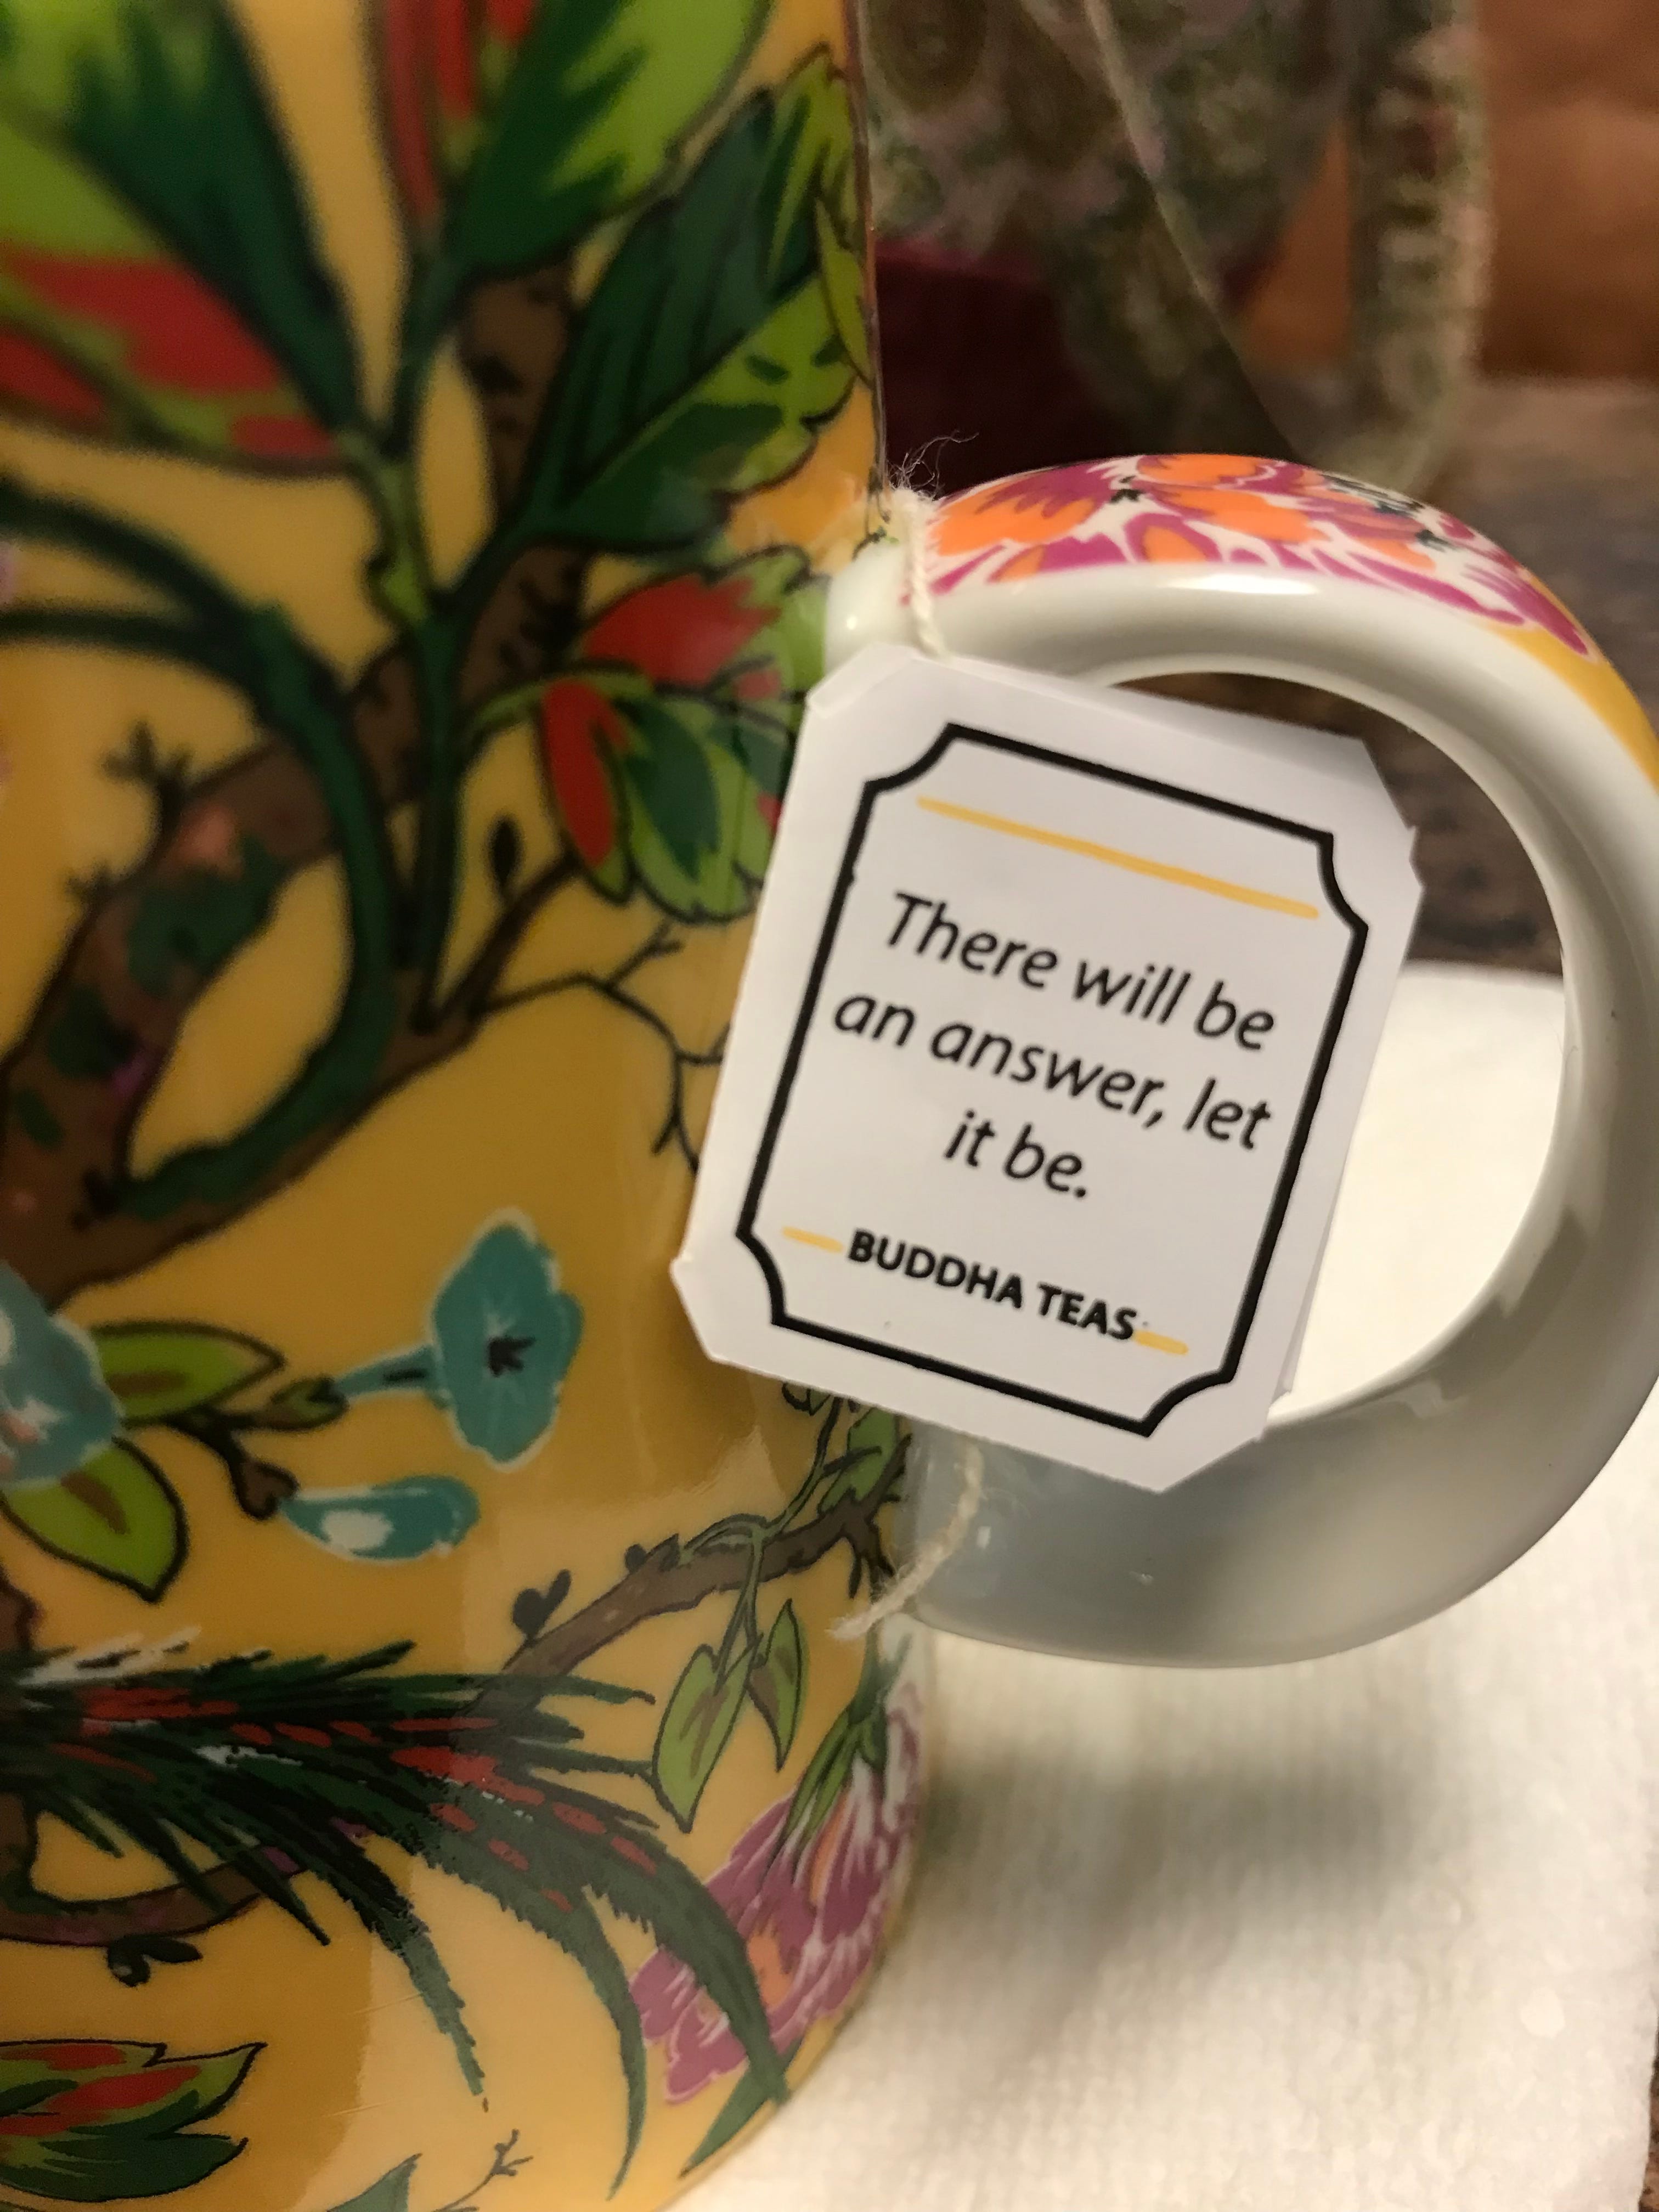 There will be
an answer, let
it be.
BUDDHA TEAS